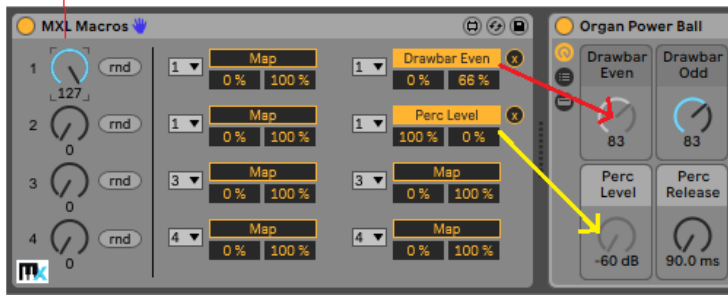 MXL Macros
Organ Power Ball
1 rnd 1 Map 1 Drawbar Even x
127 0 % 100 % 0 % 66 %
2 rnd 1 Map 1 Perc Level x
0 0 % 100 % 100 % 0 %
3 rnd 3 Map 3 Map
0 0 % 100 % 0 % 100 %
4 rnd 4 Map 4 Map
0 0 % 100 % 0 % 100 %
mx
Drawbar Drawbar
Even Odd
83 83
Perc Perc
Level Release
-60 dB 90.0 ms